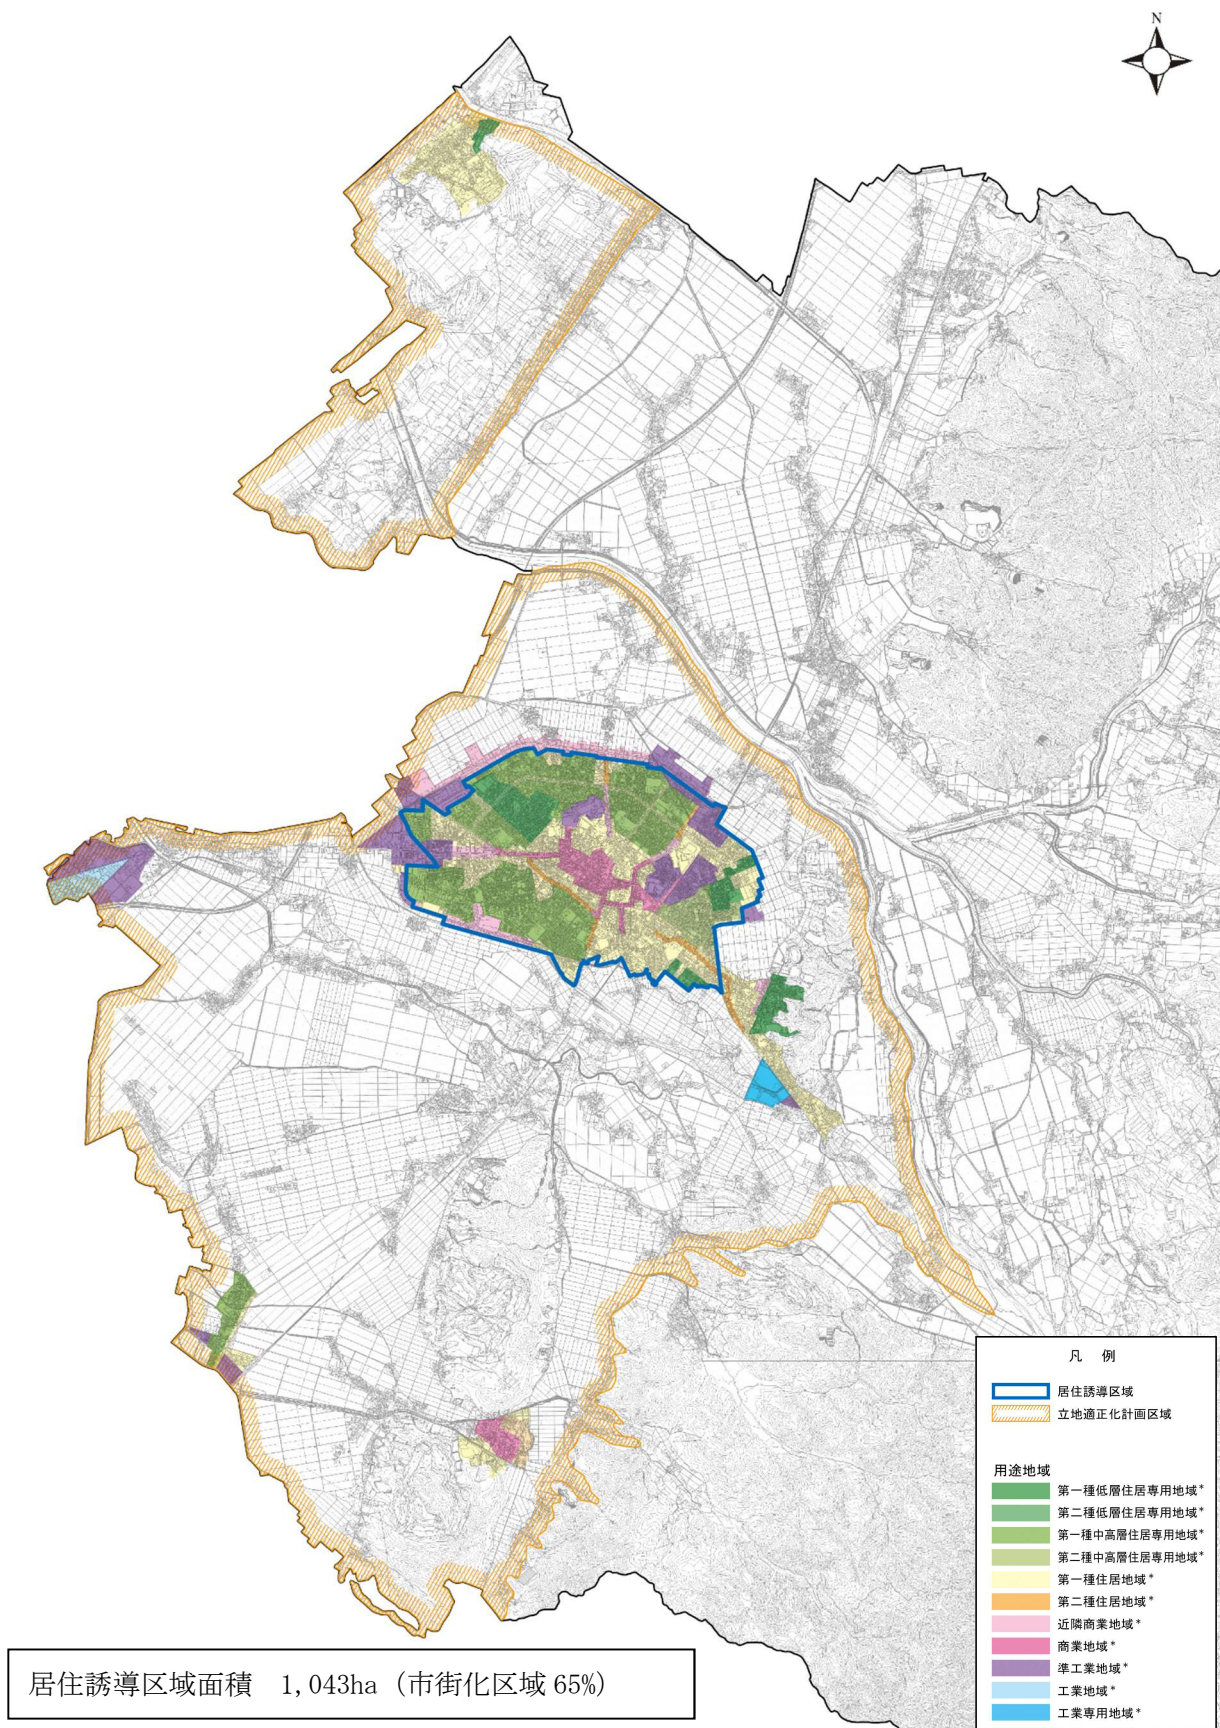 N
凡 例
居住誘導区域
立地適正化計画区域
用途地域
第一種低層住居専用地域*
第二種低層住居専用地域*
第一種中高層住居専用地域*
第二種中高層住居専用地域*
第一種住居地域*
第二種住居地域*
近隣商業地域*
商業地域*
準工業地域*
工業地域*
工業専用地域*
居住誘導区域面積 1,043ha（市街化区域 65%）